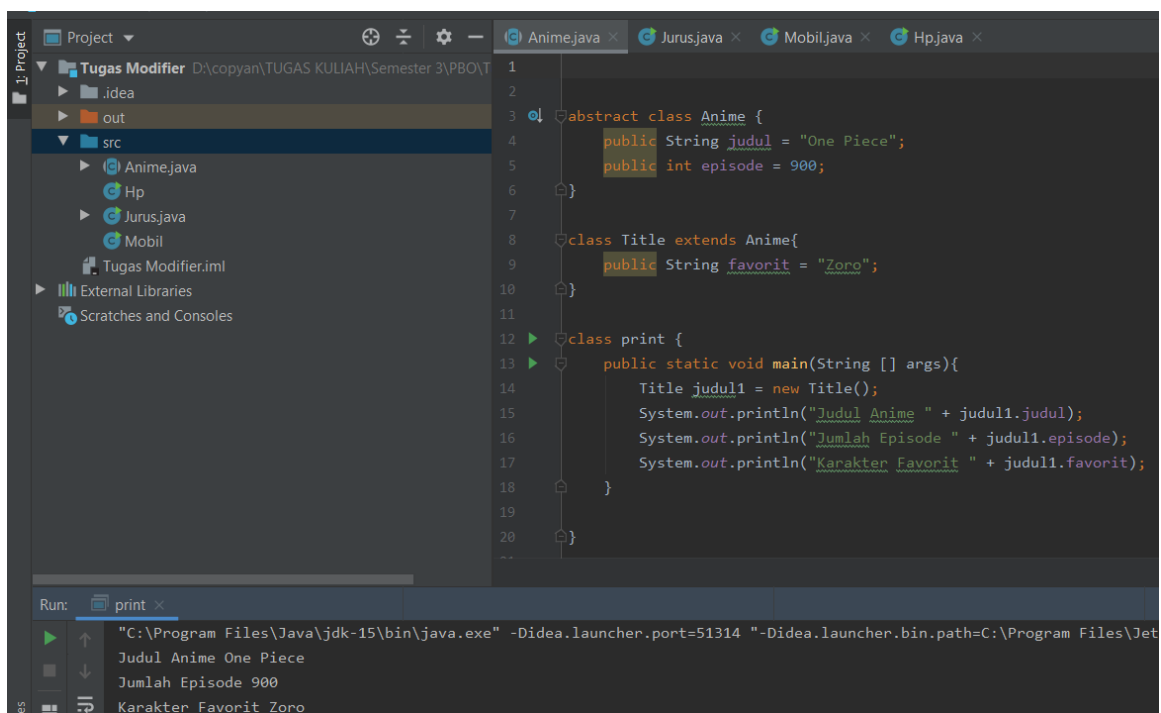 1: Project
Project
Tugas Modifier D:\copyan\TUGAS KULIAH\Semester 3\PBO\T
.idea
out
src
Anime.java
Hp
Jurus.java
Mobil
Tugas Modifier.iml
External Libraries
Scratches and Consoles
Anime.java Jurus.java Mobil.java Hp.java
1
2
3 abstract class Anime {
4 public String judul = "One Piece";
5 public int episode = 900;
6 }
7
8 class Title extends Anime{
9 public String favorit = "Zoro";
10 }
11
12 class print {
13 public static void main(String [] args){
14 Title judul1 = new Title();
15 System.out.println("Judul Anime " + judul1.judul);
16 System.out.println("Jumlah Episode " + judul1.episode);
17 System.out.println("Karakter Favorit " + judul1.favorit);
18 }
19
20 }
Run: print
"C:\Program Files\Java\jdk-15\bin\java.exe" -Didea.launcher.port=51314 "-Didea.launcher.bin.path=C:\Program Files\Jet
Judul Anime One Piece
Jumlah Episode 900
Karakter Favorit Zoro